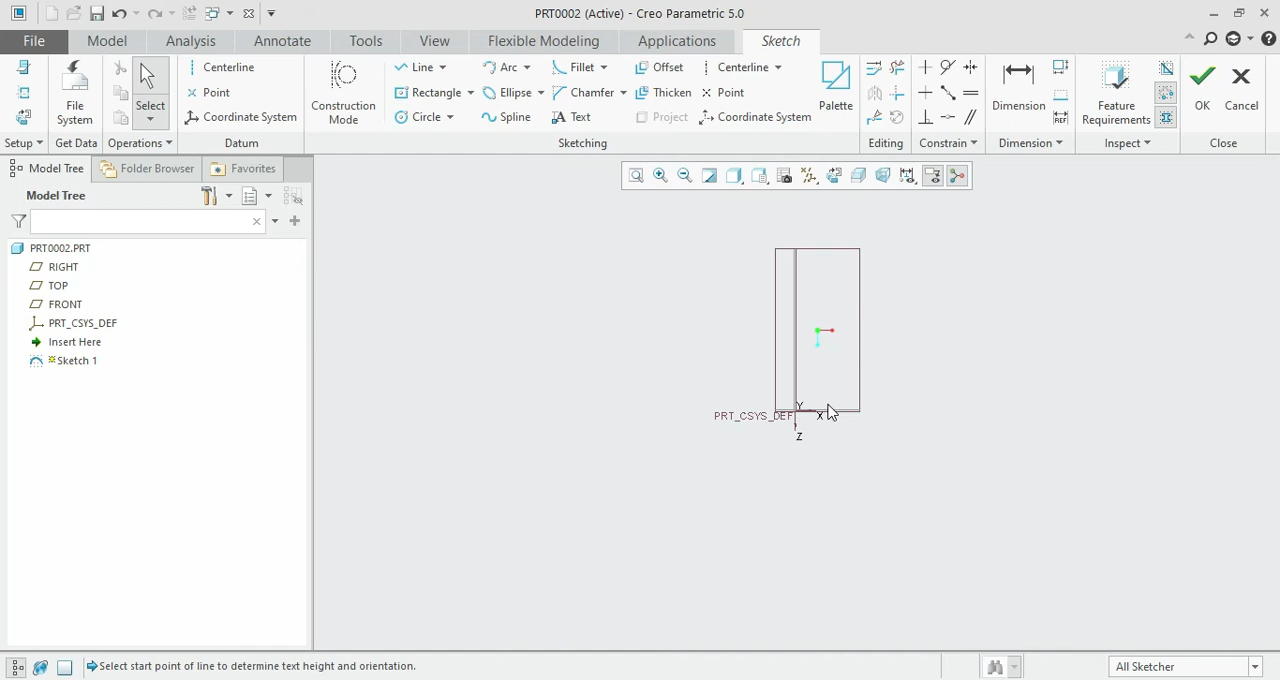 PRT0002 (Active) - Creo Parametric 5.0
File Model Analysis Annotate Tools View Flexible Modeling Applications Sketch
Centerline Line Arc Fillet Offset Centerline
Point Rectangle Ellipse Chamfer Thicken Point
File System Select Coordinate System Construction Mode Circle Spline Text Project Coordinate System Palette Dimension REF Feature Requirements OK Cancel
Setup Get Data Operations Datum Sketching Editing Constrain Dimension Inspect Close
Model Tree Folder Browser Favorites
Model Tree
PRT0002.PRT
RIGHT
TOP
FRONT
PRT_CSYS_DEF
Insert Here
Sketch 1
Y
PRT_CSYS_DEF X
Z
Select start point of line to determine text height and orientation.
All Sketcher